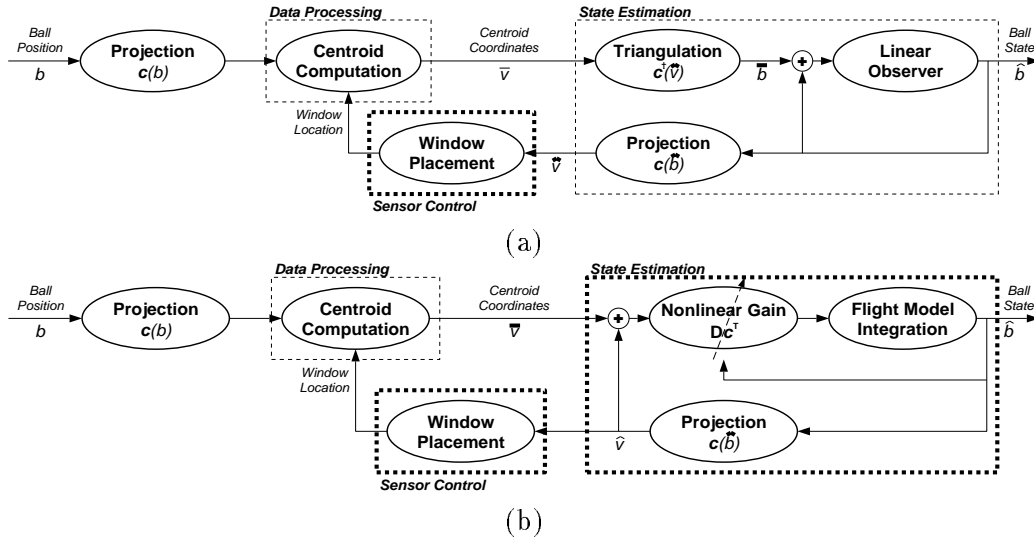 Data Processing
State Estimation
Ball
Position
b
Projection
c(b)
Centroid
Computation
Centroid
Coordinates
v̅
Triangulation
b̅
+
Linear
Observer
Ball
State
b̂
Window
Location
Window
Placement
Projection
Sensor Control
(a)
Data Processing
State Estimation
Ball
Position
b
Projection
c(b)
Centroid
Computation
Centroid
Coordinates
v̅
+
Nonlinear Gain
Dcᵀ
Flight Model
Integration
Ball
State
b̂
Window
Location
Window
Placement
v̂
Projection
Sensor Control
(b)